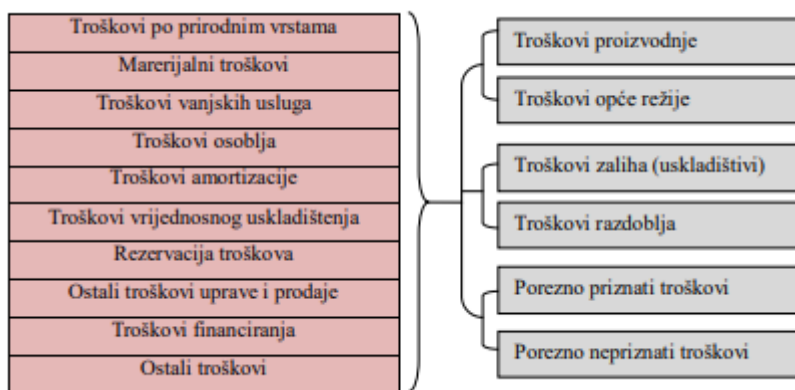 Troškovi po prirodnim vrstama
Marerijalni troškovi
Troškovi vanjskih usluga
Troškovi osoblja
Troškovi amortizacije
Troškovi vrijednosnog uskladištenja
Rezervacija troškova
Ostali troškovi uprave i prodaje
Troškovi financiranja
Ostali troškovi
Troškovi proizvodnje
Troškovi opće režije
Troškovi zaliha (uskladištivi)
Troškovi razdoblja
Porezno priznati troškovi
Porezno nepriznati troškovi